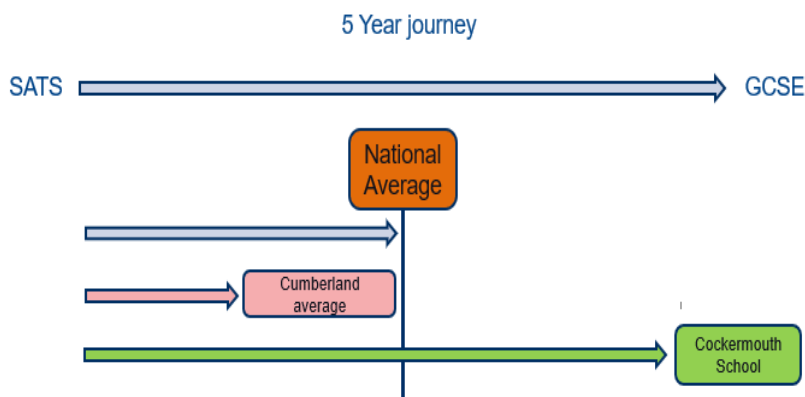 5 Year journey
SATS
GCSE
National
Average
Cumberland
average
Cockermouth
School